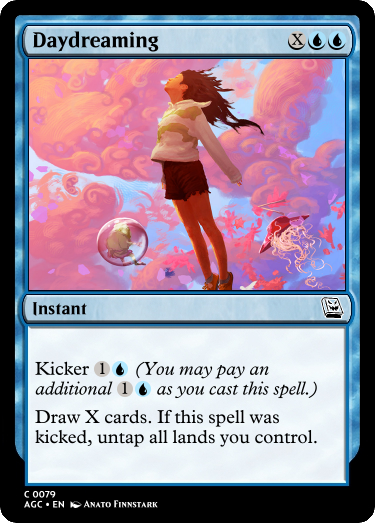 Daydreaming X
Instant
Kicker 1 (You may pay an
additional 1 as you cast this spell.)
Draw X cards. If this spell was
kicked, untap all lands you control.
C 0079
AGC • EN Anato Finnstark